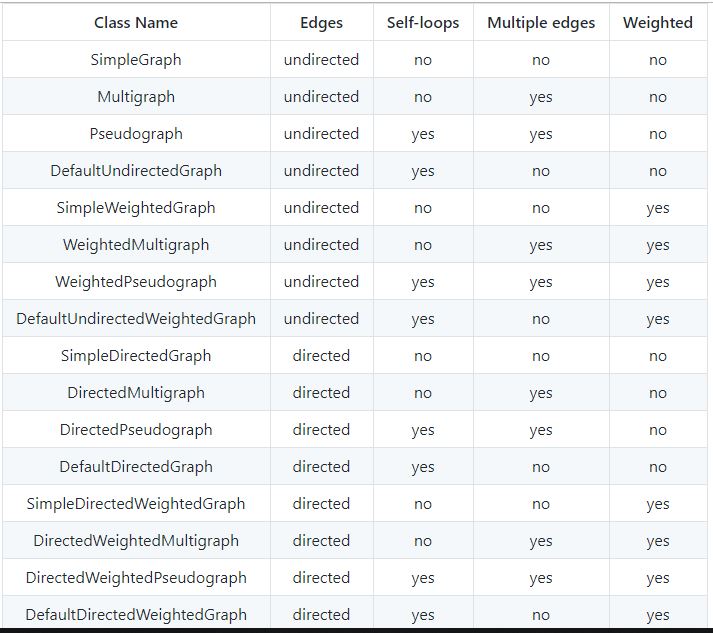 Class Name Edges Self-loops Multiple edges Weighted
SimpleGraph undirected no no no
Multigraph undirected no yes no
Pseudograph undirected yes yes no
DefaultUndirectedGraph undirected yes no no
SimpleWeightedGraph undirected no no yes
WeightedMultigraph undirected no yes yes
WeightedPseudograph undirected yes yes yes
DefaultUndirectedWeightedGraph undirected yes no yes
SimpleDirectedGraph directed no no no
DirectedMultigraph directed no yes no
DirectedPseudograph directed yes yes no
DefaultDirectedGraph directed yes no no
SimpleDirectedWeightedGraph directed no no yes
DirectedWeightedMultigraph directed no yes yes
DirectedWeightedPseudograph directed yes yes yes
DefaultDirectedWeightedGraph directed yes no yes